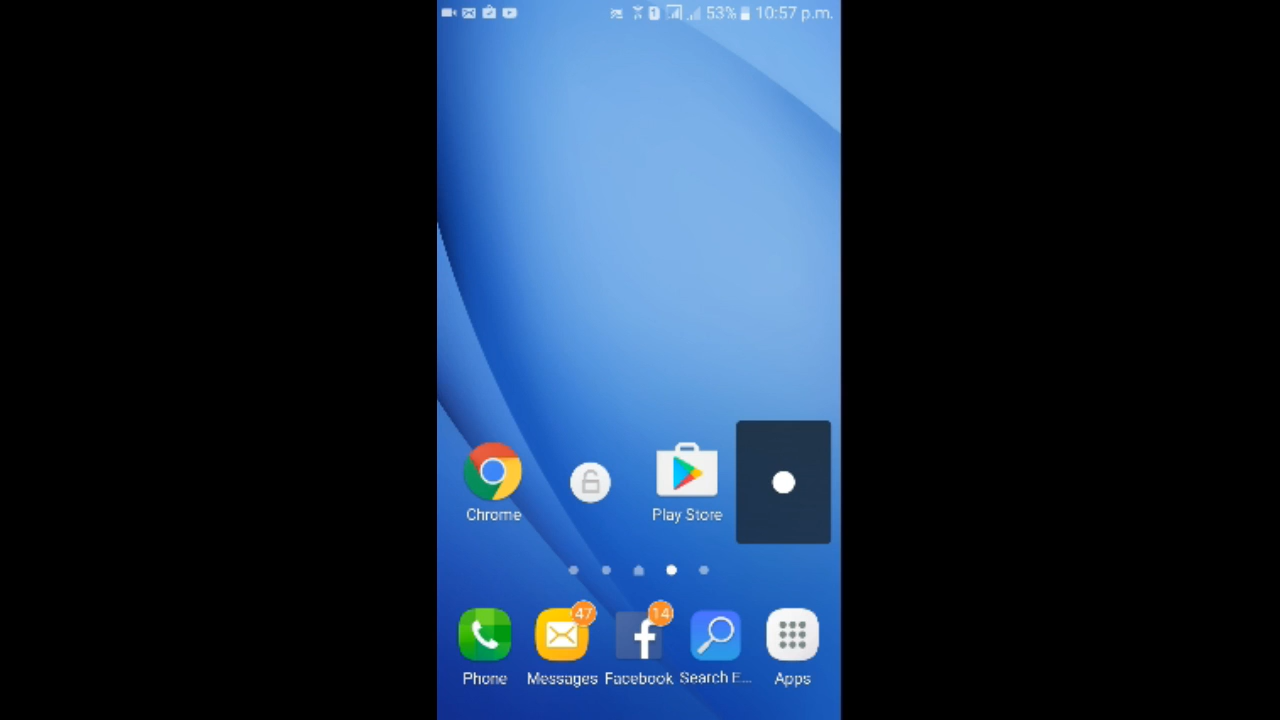 53% 10:57 p.m.
Chrome
Play Store
47
14
Phone
Messages
Facebook
Search E...
Apps